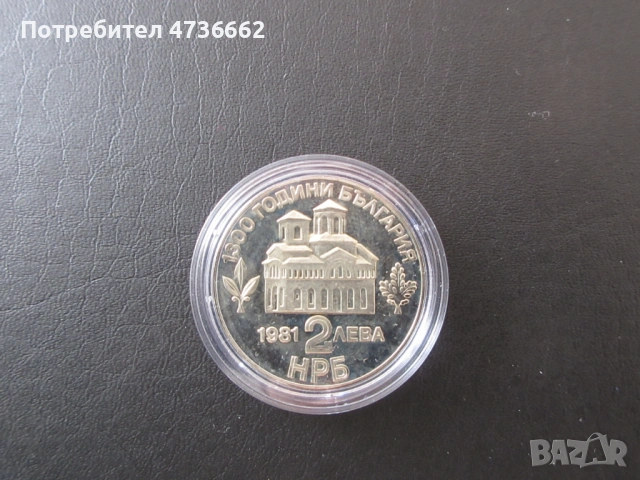 Потребител 4736662
1300 ГОДИНИ БЪЛГАРИЯ
1981 2 ЛЕВА
НРБ
BAZAR